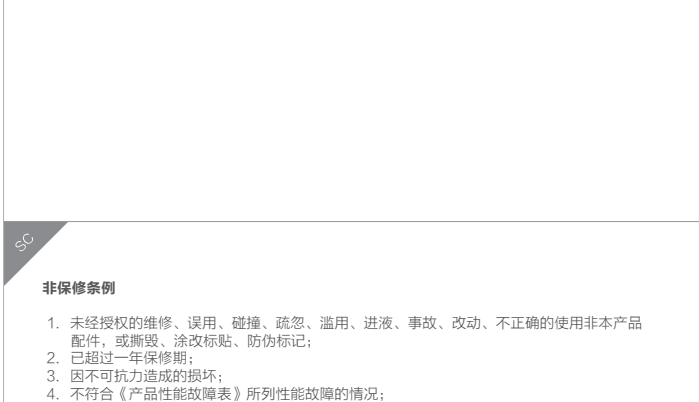 SC
非保修条例
1. 未经授权的维修、误用、碰撞、疏忽、滥用、进液、事故、改动、不正确的使用非本产品
配件，或撕毁、涂改标贴、防伪标记；
2. 已超过一年保修期；
3. 因不可抗力造成的损坏；
4. 不符合《产品性能故障表》所列性能故障的情况；